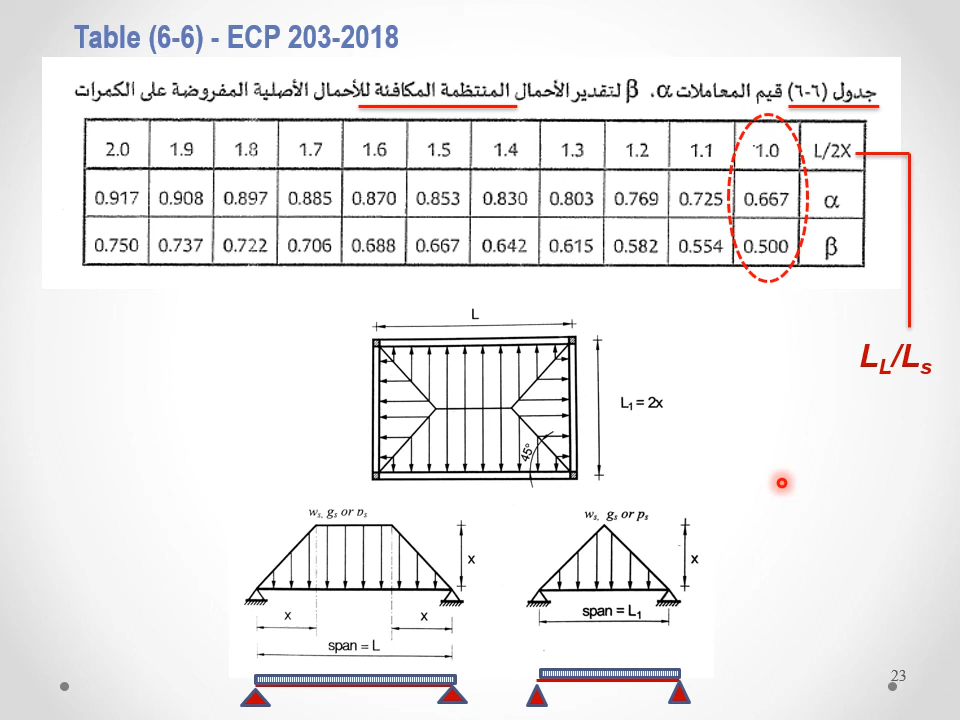 Table (6-6) - ECP 203-2018
جدول (٦-٦) قيم المعاملات α، β لتقدير الأحمال المنتظمة المكافئة للأحمال الأصلية المفروضة على الكمرات
2.0 1.9 1.8 1.7 1.6 1.5 1.4 1.3 1.2 1.1 1.0 L/2X
0.917 0.908 0.897 0.885 0.870 0.853 0.830 0.803 0.769 0.725 0.667 α
0.750 0.737 0.722 0.706 0.688 0.667 0.642 0.615 0.582 0.554 0.500 β
L
LL/Ls
L1 = 2x
45°
ws, gs or ps
ws, gs or ps
x
x
x
x
span = L1
span = L
23